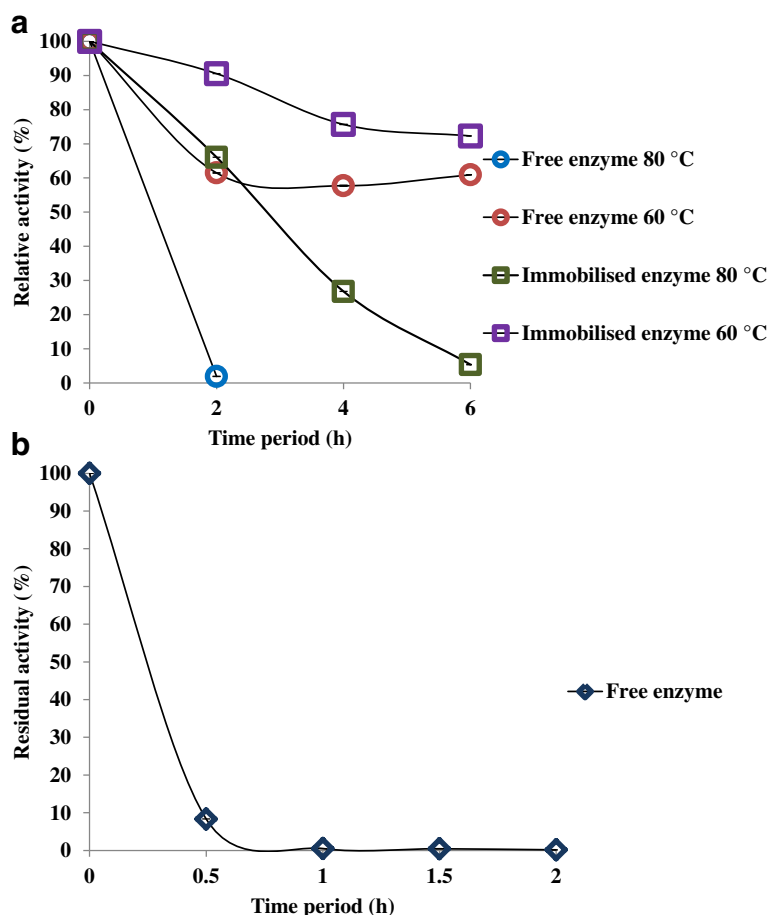 a
Relative activity (%)
100
90
80
70
60
50
40
30
20
10
0
0 2 4 6
Time period (h)
Free enzyme 80 °C
Free enzyme 60 °C
Immobilised enzyme 80 °C
Immobilised enzyme 60 °C
b
Residual activity (%)
100
90
80
70
60
50
40
30
20
10
0
0 0.5 1 1.5 2
Time period (h)
Free enzyme